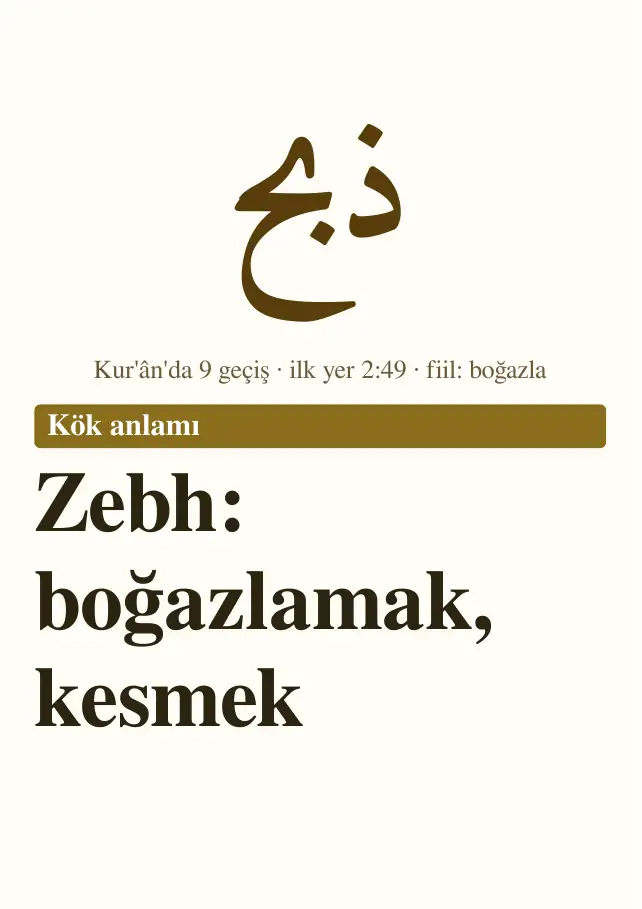 ذبح
Kur'ân'da 9 geçiş · ilk yer 2:49 · fiil: boğazla
Kök anlamı
Zebh:
boğazlamak,
kesmek